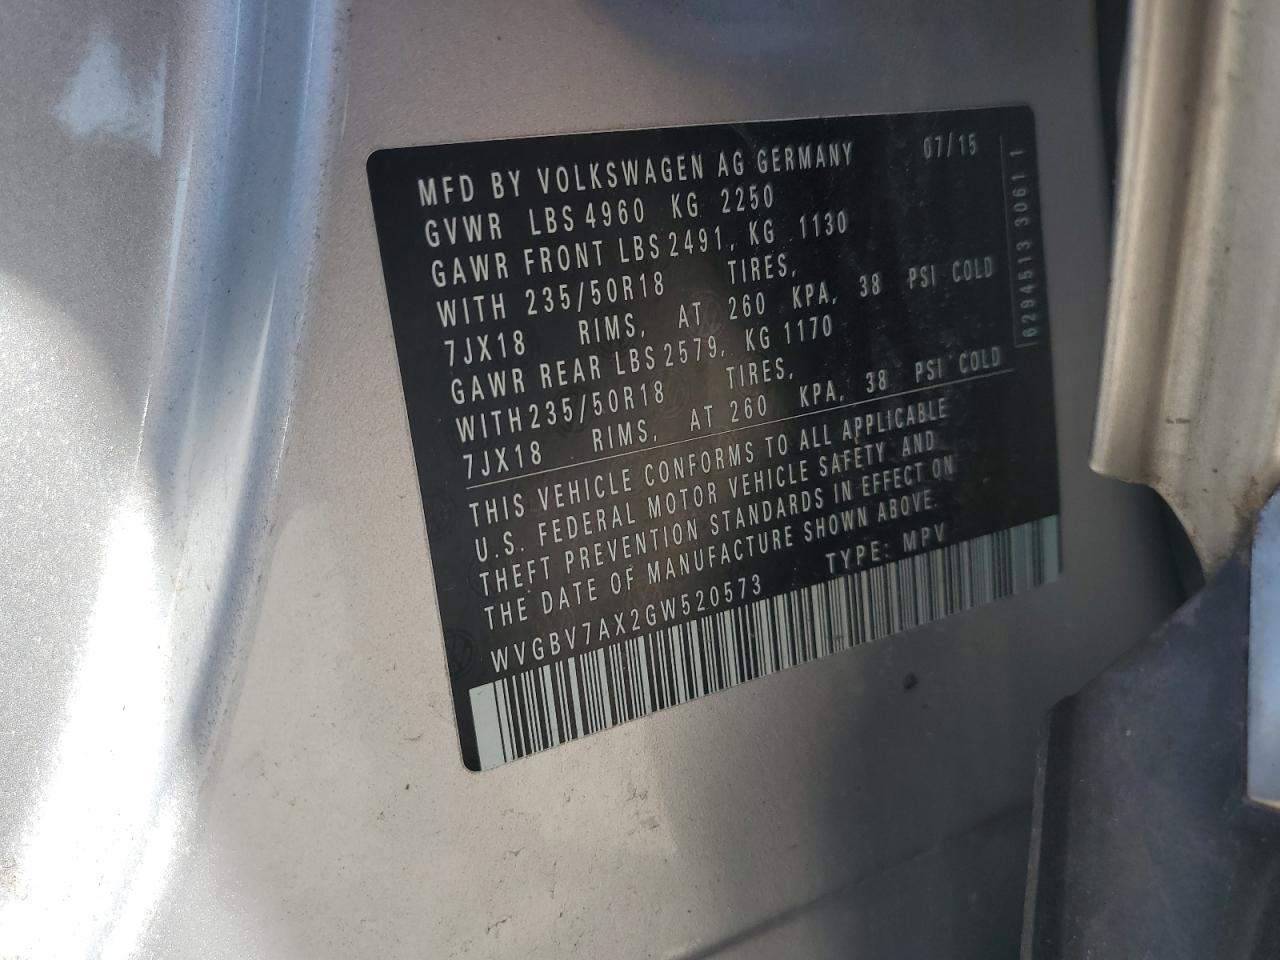 MFD BY VOLKSWAGEN AG GERMANY 07/15
GVWR LBS 4960 KG 2250
GAWR FRONT LBS 2491, KG 1130
WITH 235/50R18 TIRES,
7JX18 RIMS, AT 260 KPA, 38 PSI COLD
GAWR REAR LBS 2579, KG 1170
WITH 235/50R18 TIRES,
7JX18 RIMS, AT 260 KPA, 38 PSI COLD
THIS VEHICLE CONFORMS TO ALL APPLICABLE
U.S. FEDERAL MOTOR VEHICLE SAFETY AND
THEFT PREVENTION STANDARDS IN EFFECT ON
THE DATE OF MANUFACTURE SHOWN ABOVE.
WVGBV7AX2GW520573 TYPE: MPV
6294513 3061 1